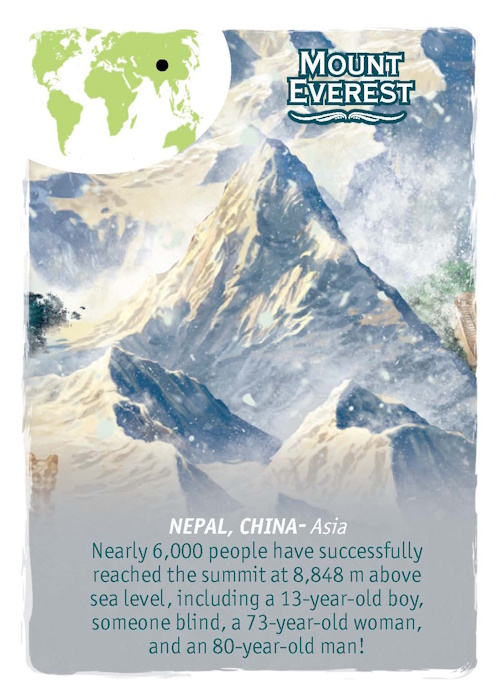 MOUNT
EVEREST
NEPAL, CHINA- Asia
Nearly 6,000 people have successfully
reached the summit at 8,848 m above
sea level, including a 13-year-old boy,
someone blind, a 73-year-old woman,
and an 80-year-old man!